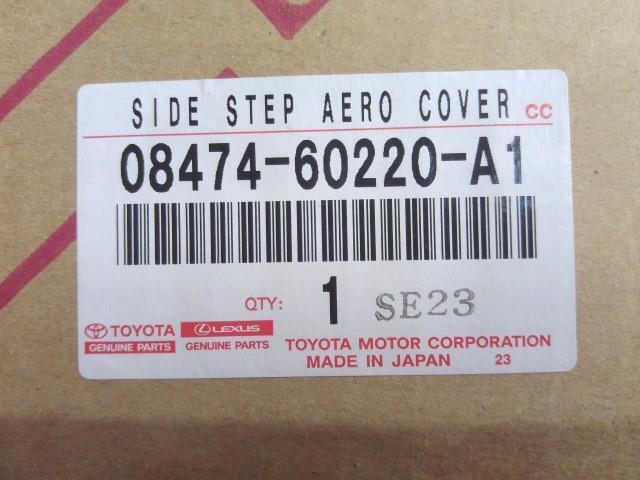 SIDE STEP AERO COVER CC
08474-60220-A1
QTY: 1 SE23
TOYOTA LEXUS
GENUINE PARTS GENUINE PARTS
TOYOTA MOTOR CORPORATION
MADE IN JAPAN 23